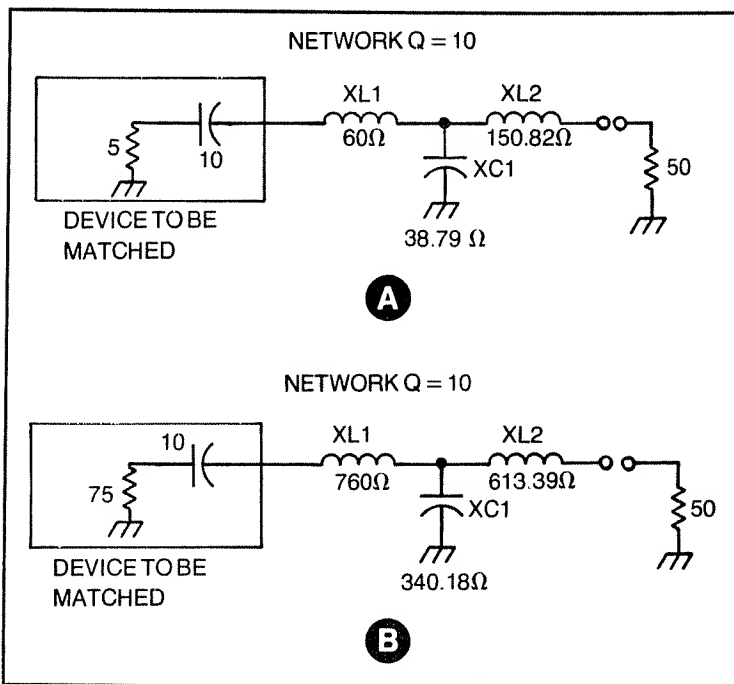 NETWORK Q = 10
XL1
XL2
60Ω
150.82Ω
5
10
XC1
50
38.79 Ω
DEVICE TO BE
MATCHED
A
NETWORK Q = 10
XL1
XL2
10
760Ω
613.39Ω
75
XC1
50
340.18Ω
DEVICE TO BE
MATCHED
B